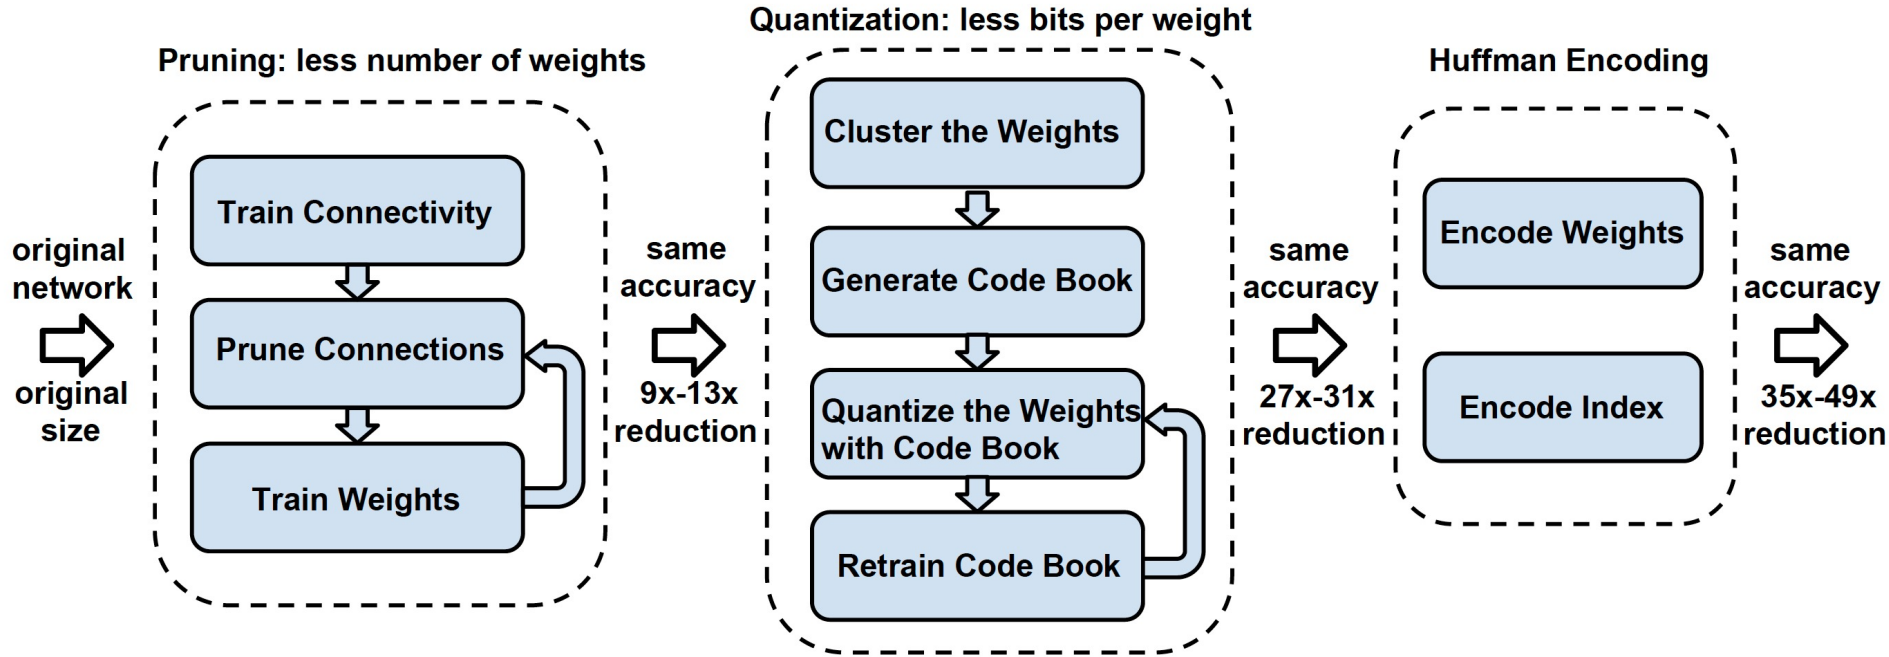 original
network
original
size
Pruning: less number of weights
Train Connectivity
Prune Connections
Train Weights
same
accuracy
9x-13x
reduction
Quantization: less bits per weight
Cluster the Weights
Generate Code Book
Quantize the Weights
with Code Book
Retrain Code Book
same
accuracy
27x-31x
reduction
Huffman Encoding
Encode Weights
Encode Index
same
accuracy
35x-49x
reduction